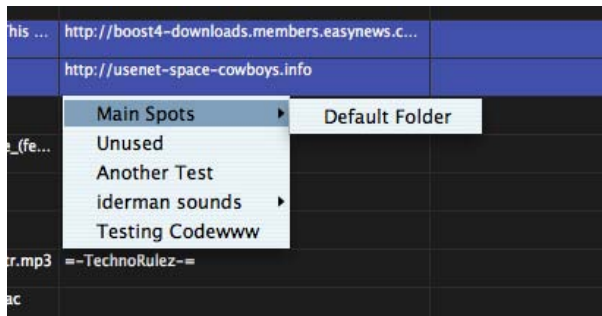 This ... http://boost4-downloads.members.easynews.c...
http://usenet-space-cowboys.info
Main Spots Default Folder
Unused
e_(fe...
Another Test
iderman sounds
Testing Codewww
tr.mp3 =-TechnoRulez-=
ac